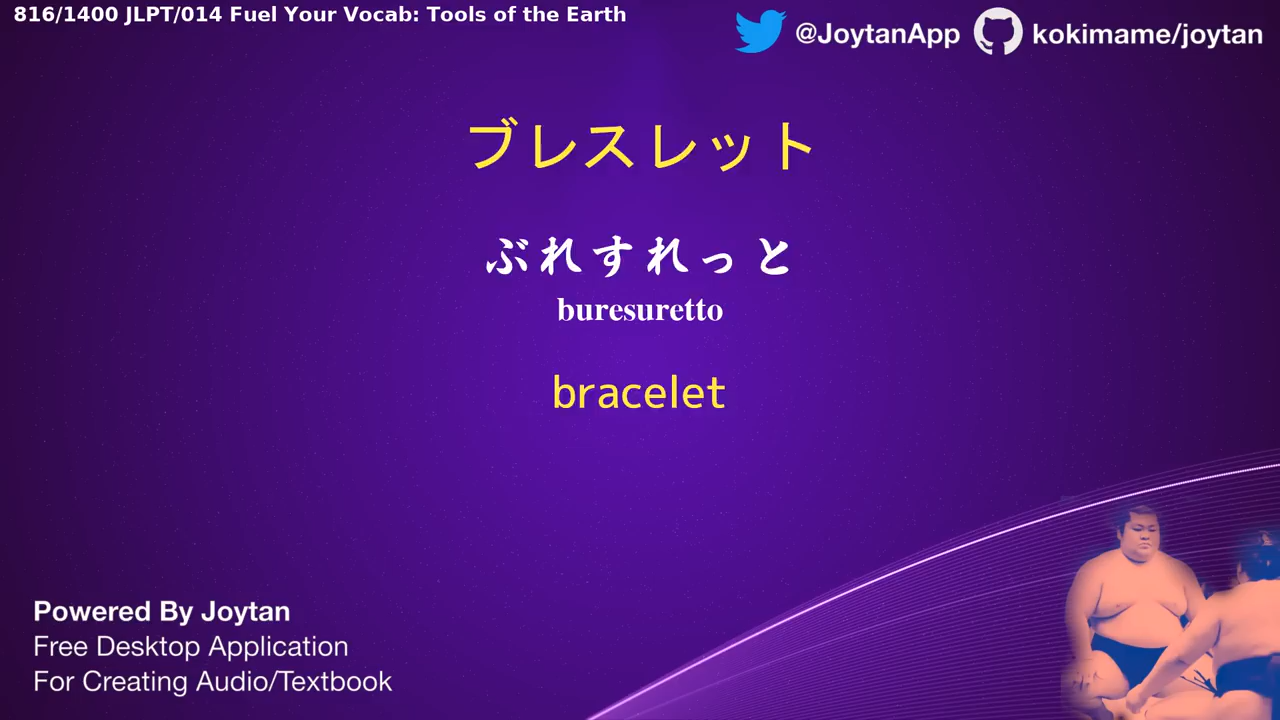 816/1400 JLPT/014 Fuel Your Vocab: Tools of the Earth
@JoytanApp kokimame/joytan
ブレスレット
ぶれすれっと
buresuretto
bracelet
Powered By Joytan
Free Desktop Application
For Creating Audio/Textbook